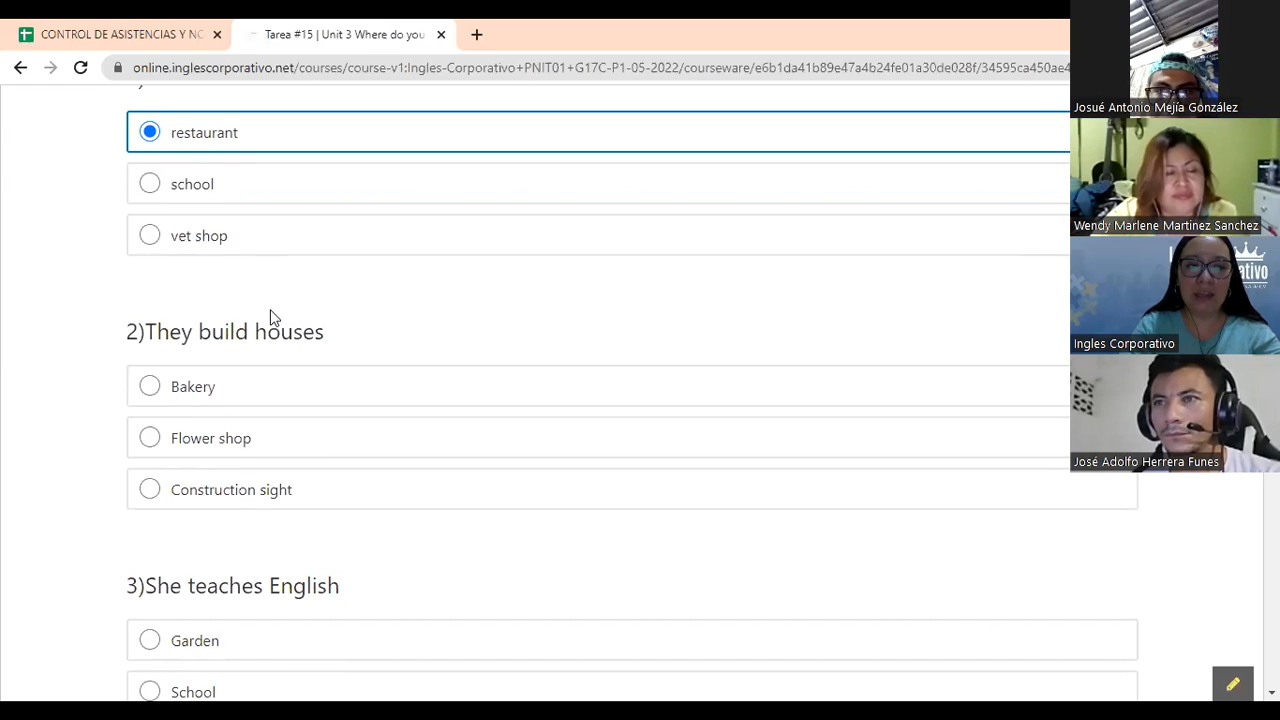 CONTROL DE ASISTENCIAS Y NC
Tarea #15 | Unit 3 Where do you
online.inglescorporativo.net/courses/course-v1:Ingles-Corp
+PNIT01+G17C-P1-05-2022/courseware/e6b1da41b89e47a4b24fe01a30c6028f/34595ca450ae4
restaurant
school
vet shop
2)They build houses
Bakery
Flower shop
Construction sight
3)She teaches English
Garden
School
Josué Antonio Mejía González
Wendy Marlene Martinez Sanchez
Ingles Corporativo
José Adolfo Herrera Funes